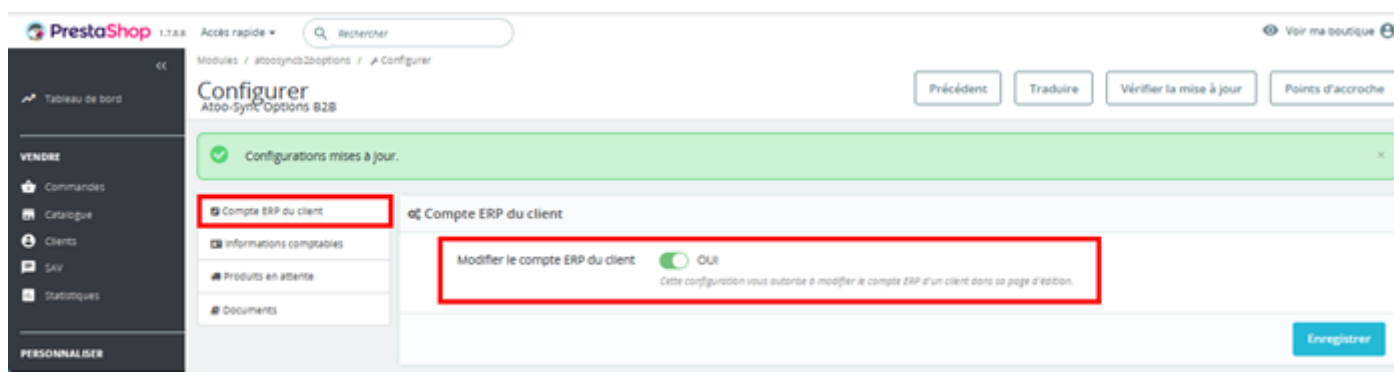 PrestaShop 1.7.8.8 Accès rapide Rechercher Voir ma boutique
Modules / atoosyncb2boptions / Configurer
Configurer
Atoo-Sync Options B2B
Précédent Traduire Vérifier la mise à jour Points d'accroche
Tableau de bord
VENDRE
Commandes
Catalogue
Clients
SAV
Statistiques
PERSONNALISER
Configurations mises à jour.
Compte ERP du client
Informations comptables
Produits en attente
Documents
Compte ERP du client
Modifier le compte ERP du client OUI
Cette configuration vous autorise à modifier le compte ERP d'un client dans sa page d'édition.
Enregistrer